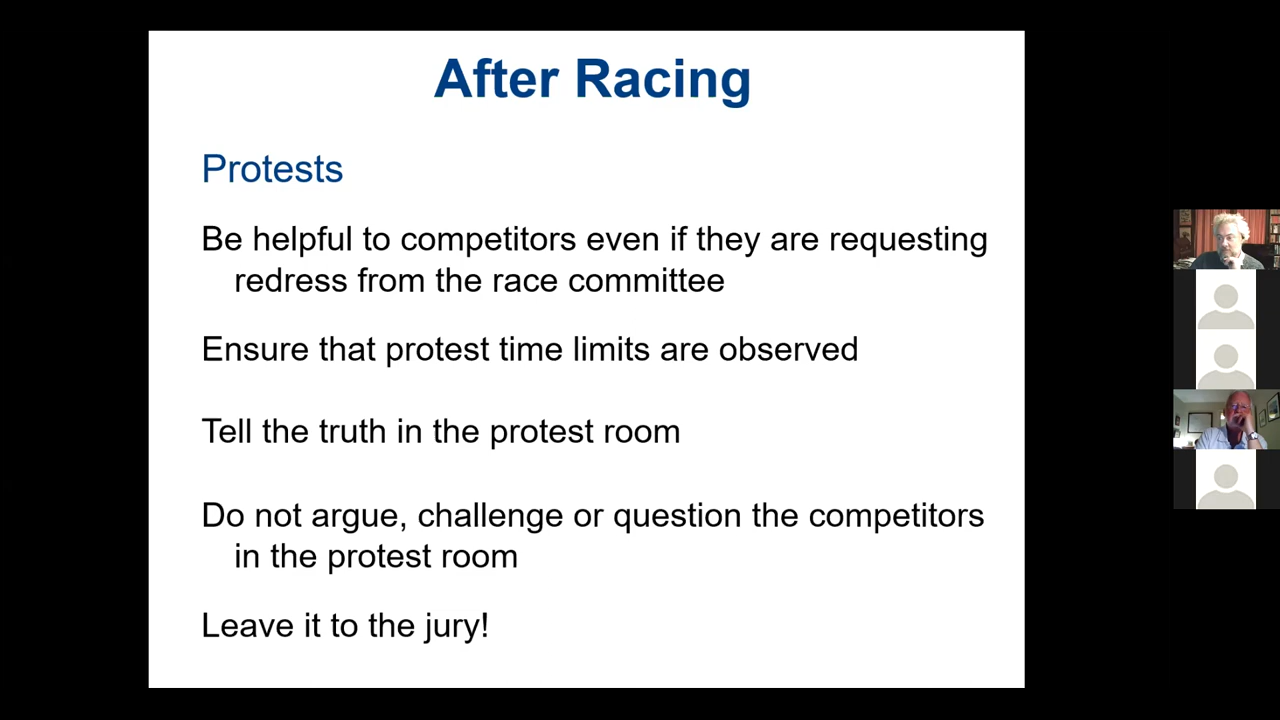 After Racing
Protests
Be helpful to competitors even if they are requesting
redress from the race committee
Ensure that protest time limits are observed
Tell the truth in the protest room
Do not argue, challenge or question the competitors
in the protest room
Leave it to the jury!